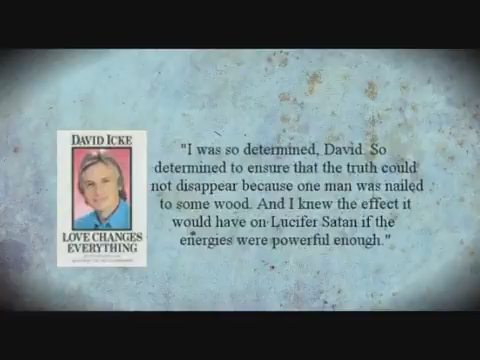 DAVID ICKE
LOVE CHANGES
EVERYTHING
"I was so determined, David. So
determined to ensure that the truth could
not disappear because one man was nailed
to some wood. And I knew the effect it
would have on Lucifer Satan if the
energies were powerful enough."